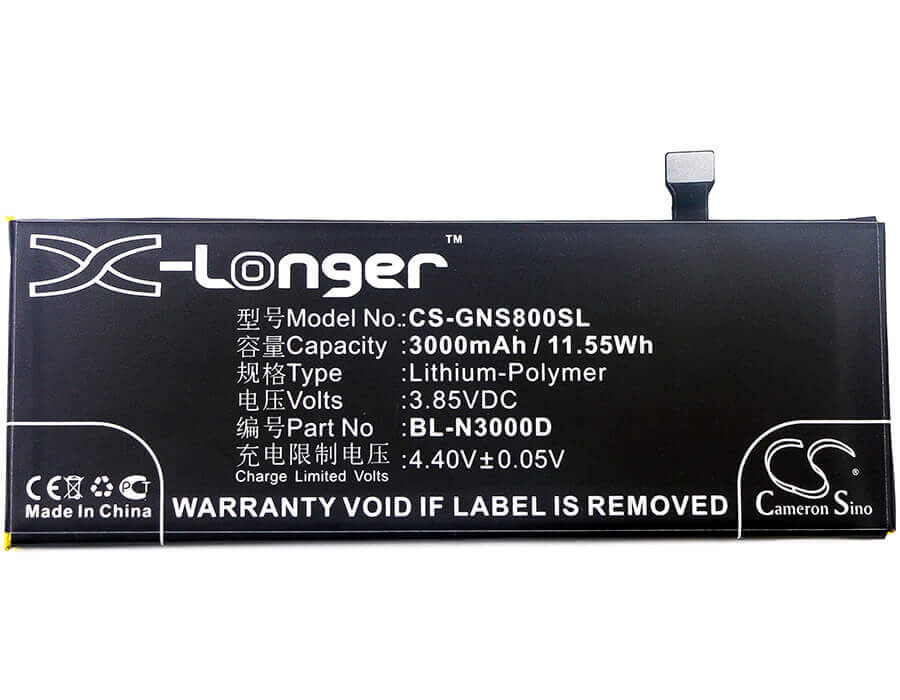 X-Longer™
型号Model No.:CS-GNS800SL
容量Capacity :3000mAh / 11.55Wh
规格Type :Lithium-Polymer
电压Volts :3.85VDC
编号Part No :BL-N3000D
充电限制电压:4.40V±0.05V
Charge Limited Volts
CE PC
Made In China
WARRANTY VOID IF LABEL IS REMOVED
CS®
Cameron Sino